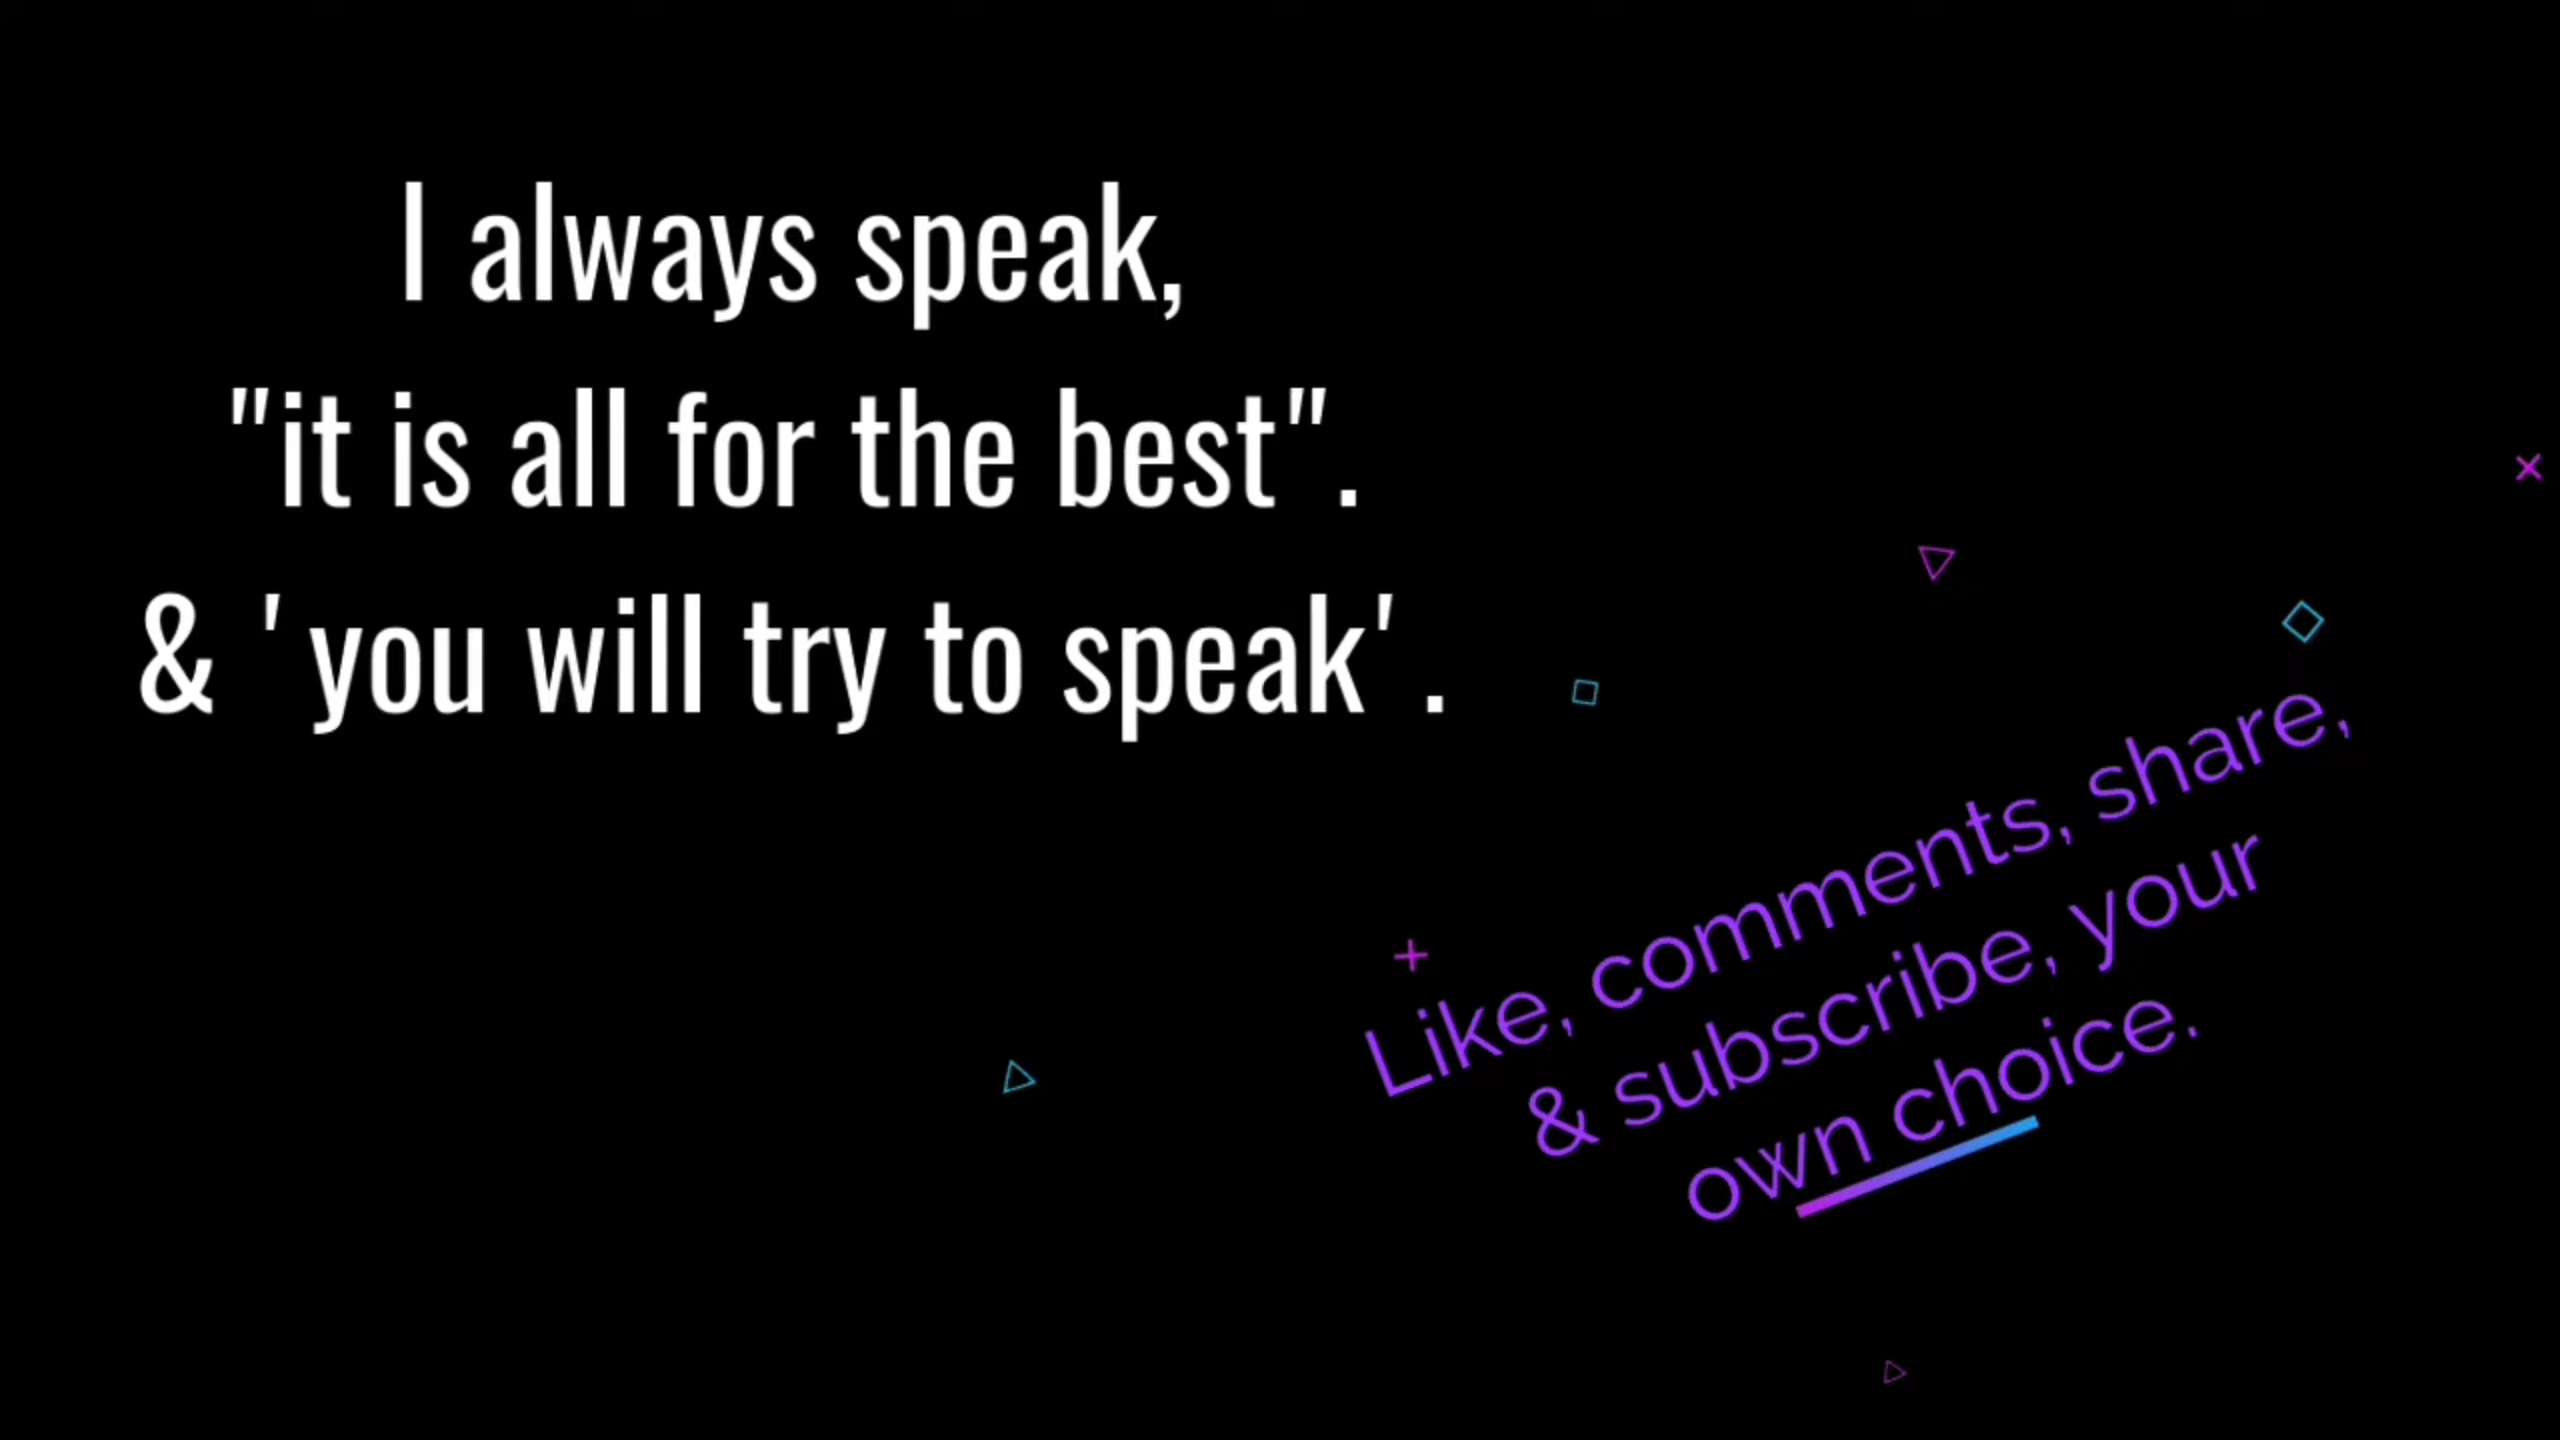 I always speak,
"it is all for the best".
& 'you will try to speak'.
Like, comments, share,
& subscribe, your
own choice.